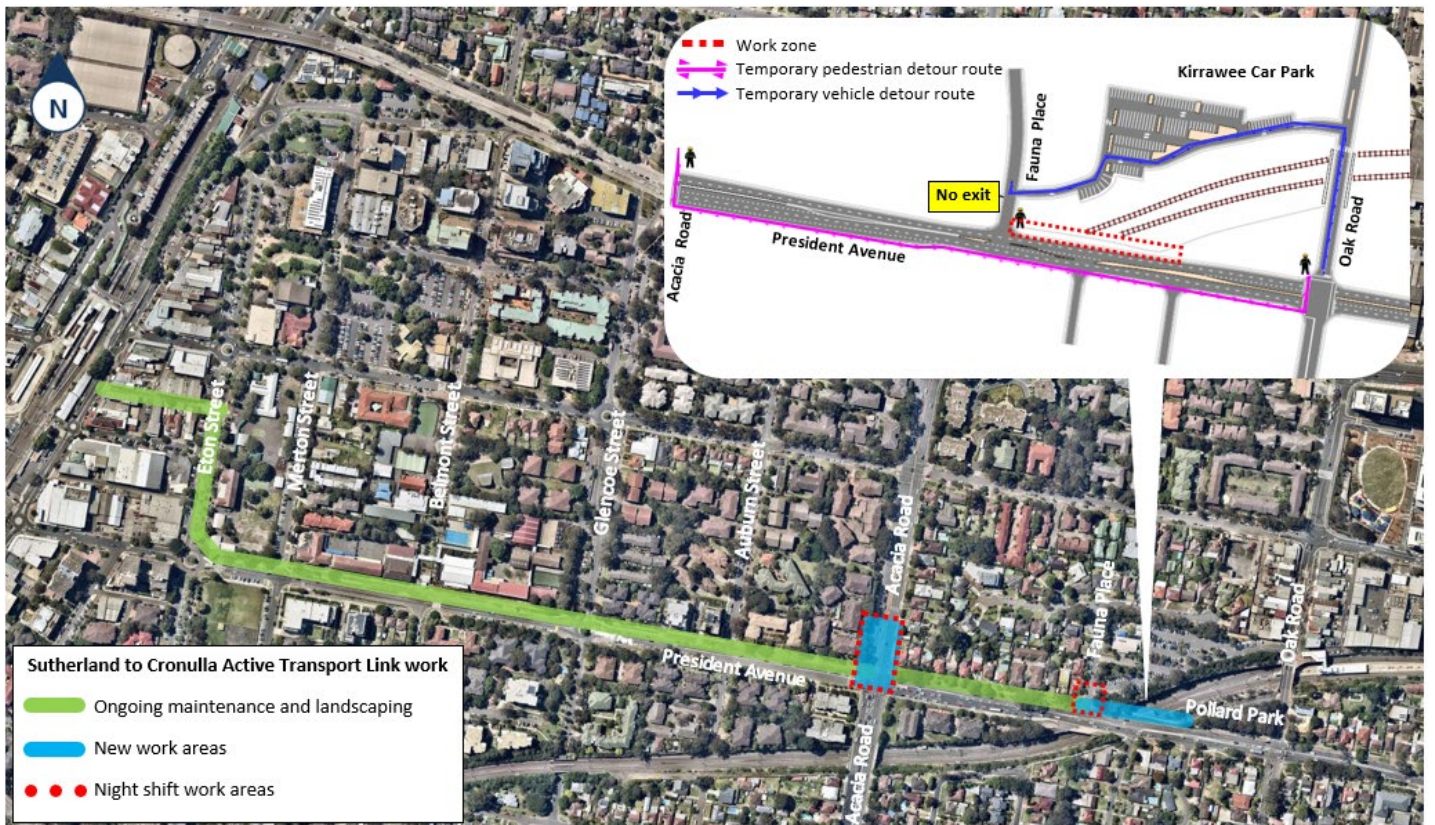 N
Work zone
Temporary pedestrian detour route
Temporary vehicle detour route
Kirrawee Car Park
Fauna Place
No exit
Acacia Road
President Avenue
Oak Road
Eton Street
Merton Street
Belmont Street
Glencoe Street
Auburn Street
Acacia Road
Fauna Place
Oak Road
President Avenue
Pollard Park
Acacia Road
Sutherland to Cronulla Active Transport Link work
Ongoing maintenance and landscaping
New work areas
Night shift work areas